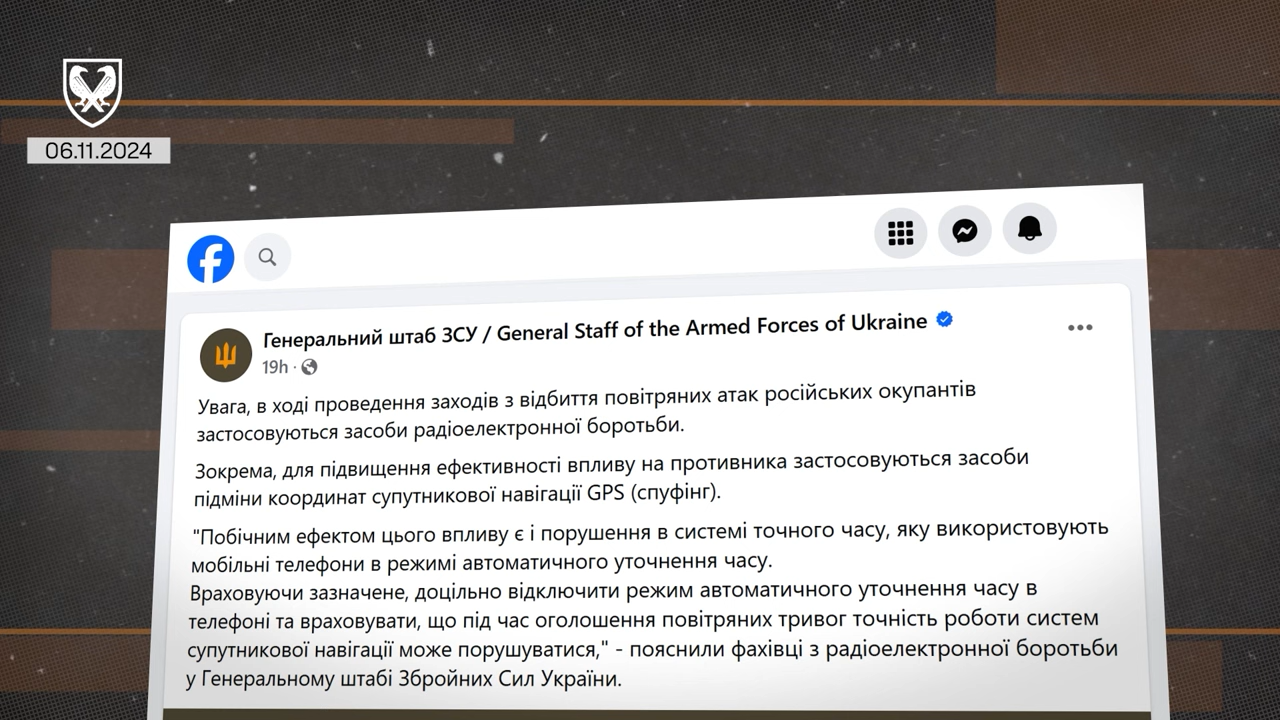 06.11.2024
Генеральний штаб ЗСУ / General Staff of the Armed Forces of Ukraine
19h ·
Увага, в ході проведення заходів з відбиття повітряних атак російських окупантів
застосовуються засоби радіоелектронної боротьби.
Зокрема, для підвищення ефективності впливу на противника застосовуються засоби
підміни координат супутникової навігації GPS (спуфінг).
"Побічним ефектом цього впливу є і порушення в системі точного часу, яку використовують
мобільні телефони в режимі автоматичного уточнення часу.
Враховуючи зазначене, доцільно відключити режим автоматичного уточнення часу в
телефоні та враховувати, що під час оголошення повітряних тривог точність роботи систем
супутникової навігації може порушуватися," - пояснили фахівці з радіоелектронної боротьби
у Генеральному штабі Збройних Сил України.